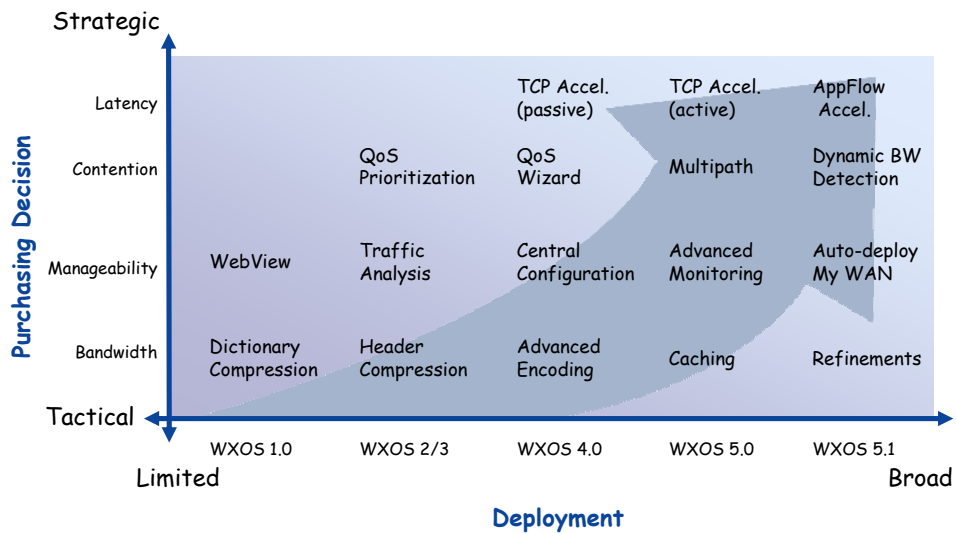 Strategic
Purchasing Decision
Latency
TCP Accel.
(passive)
TCP Accel.
(active)
AppFlow
Accel.
Contention
QoS
Prioritization
QoS
Wizard
Multipath
Dynamic BW
Detection
Manageability
WebView
Traffic
Analysis
Central
Configuration
Advanced
Monitoring
Auto-deploy
My WAN
Bandwidth
Dictionary
Compression
Header
Compression
Advanced
Encoding
Caching
Refinements
Tactical
WXOS 1.0
WXOS 2/3
WXOS 4.0
WXOS 5.0
WXOS 5.1
Limited
Broad
Deployment